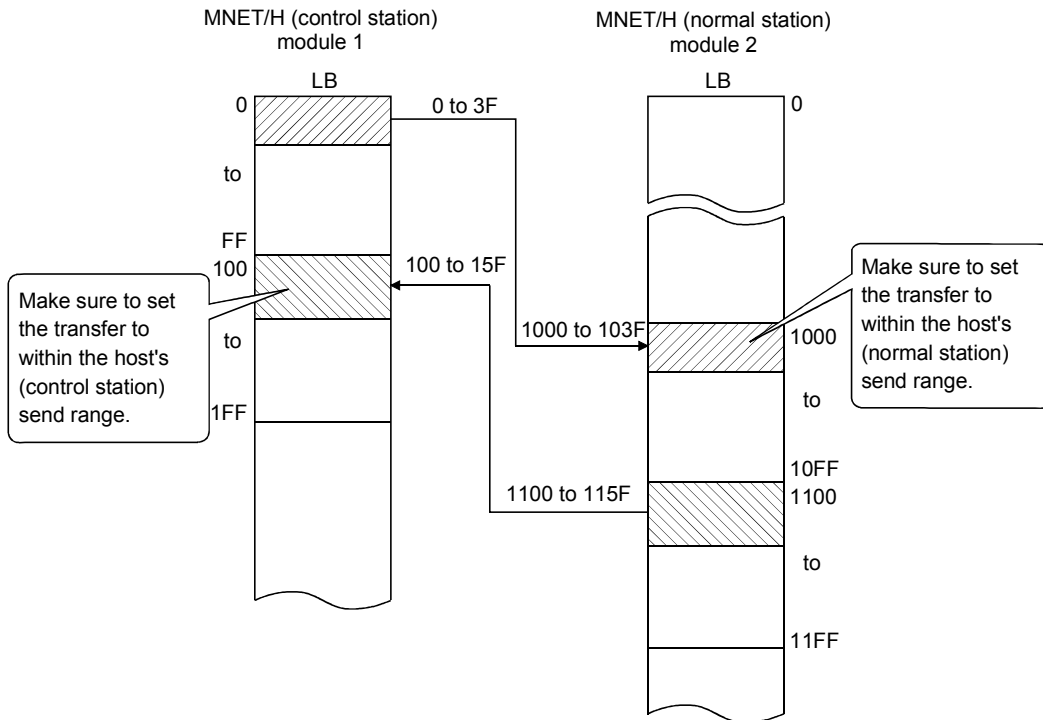 MNET/H (control station)
module 1
LB
0
to
FF
100
to
1FF
Make sure to set
the transfer to
within the host's
(control station)
send range.
0 to 3F
100 to 15F
1000 to 103F
1100 to 115F
MNET/H (normal station)
module 2
LB
0
1000
to
10FF
1100
to
11FF
Make sure to set
the transfer to
within the host's
(normal station)
send range.